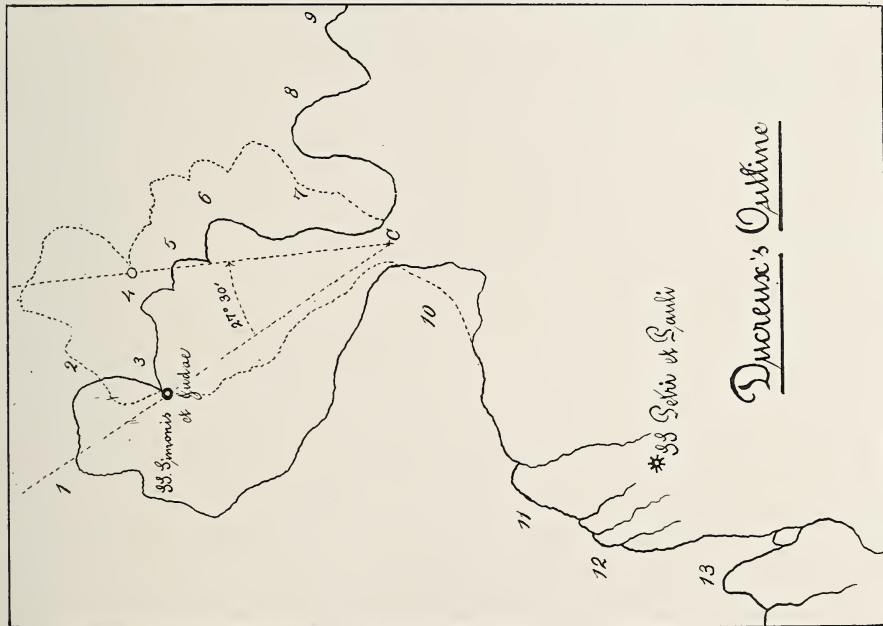 1
2
3
4
5
6
7
8
9
SS. Simonis
et Judae
27° 30'
C
10
11
12
13
SS Petri et Pauli
Ducreux's Outline